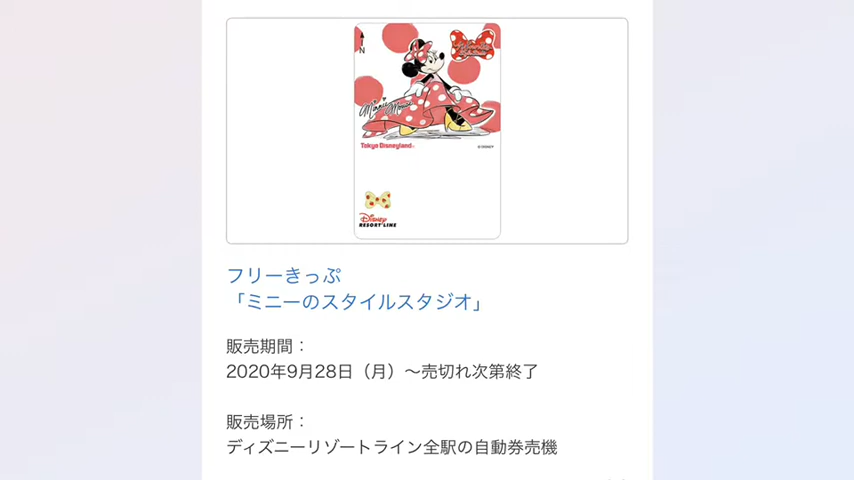 IN
Minnie Mouse
Tokyo Disneyland
© DISNEY
Disney
RESORT LINE
フリーきっぷ
「ミニーのスタイルスタジオ」
販売期間：
2020年9月28日（月）～売切れ次第終了
販売場所：
ディズニーリゾートライン全駅の自動券売機